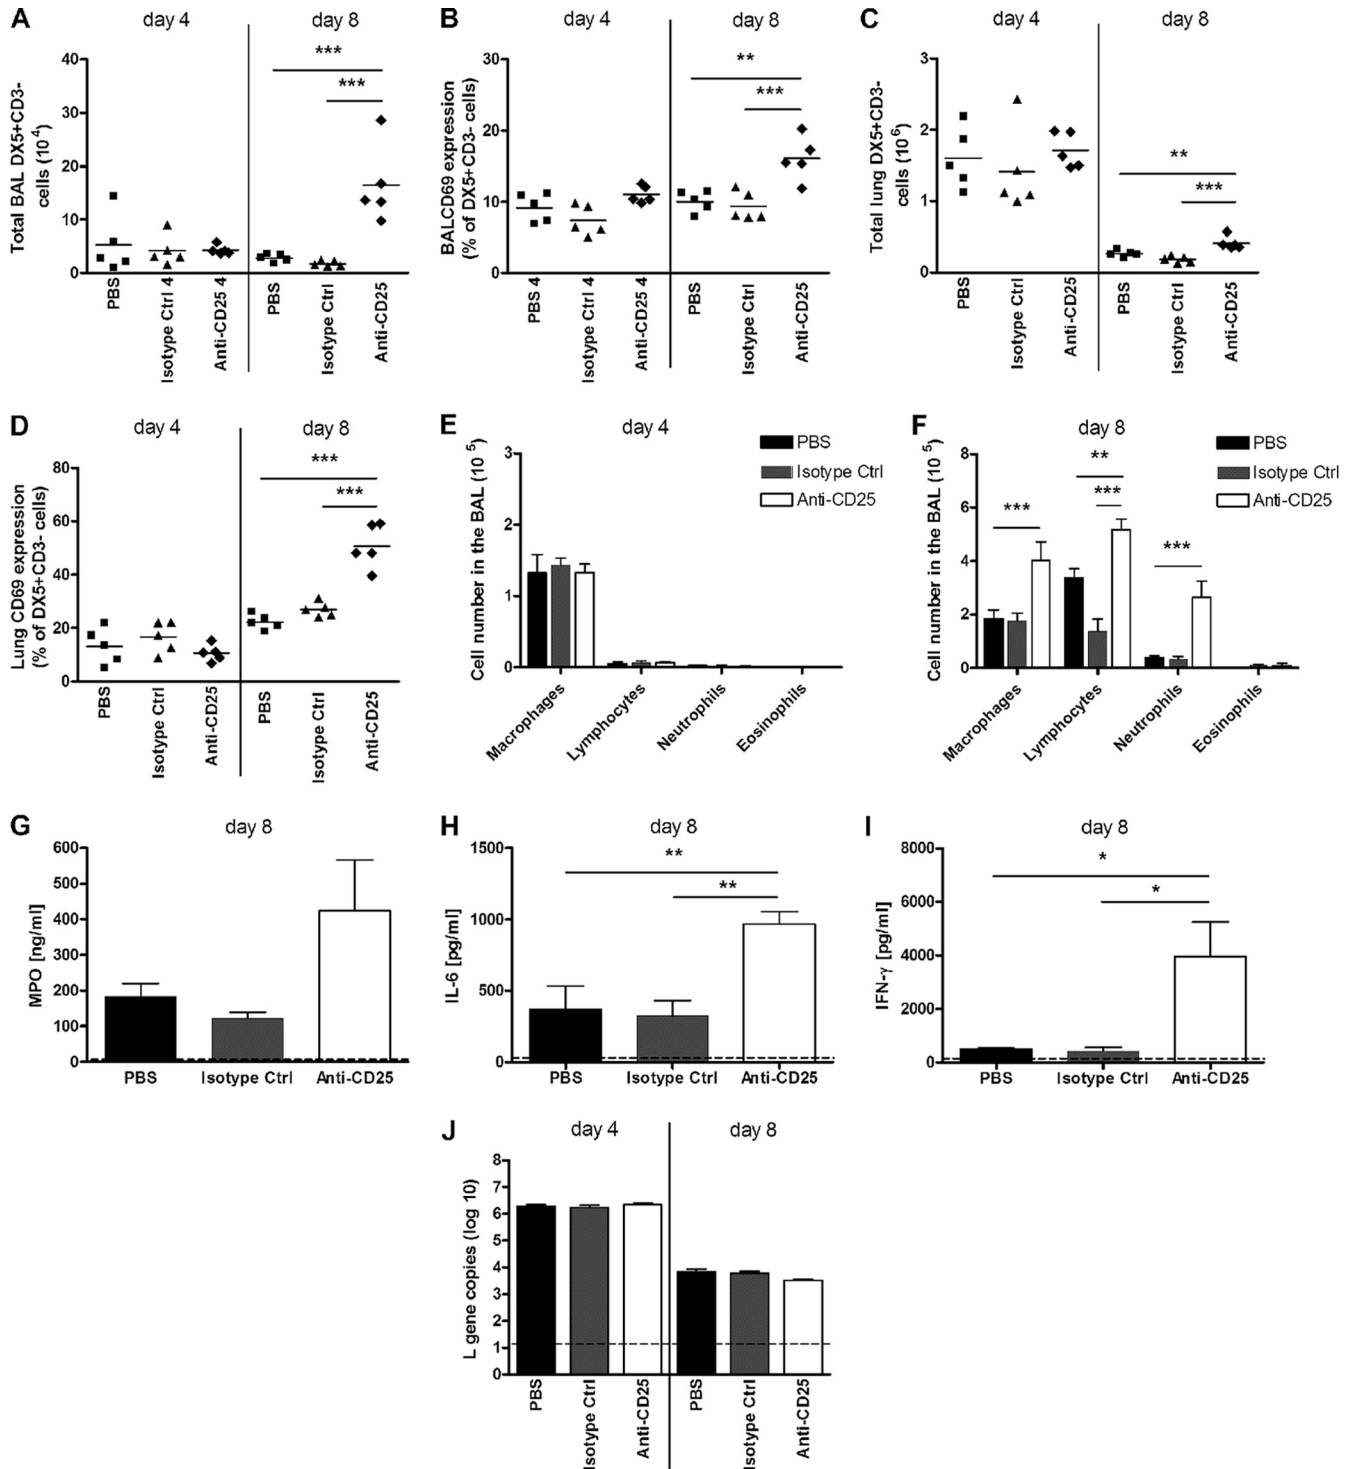 A
day 4
day 8
Total BAL DX5+CD3-
cells (10^4)
40
30
20
10
0
***
***
PBS
Isotype Ctrl 4
Anti-CD25 4
PBS
Isotype Ctrl
Anti-CD25
B
day 4
day 8
BALCD69 expression
(% of DX5+CD3- cells)
30
20
10
0
**
***
PBS 4
Isotype Ctrl 4
Anti-CD25 4
PBS
Isotype Ctrl
Anti-CD25
C
day 4
day 8
Total lung DX5+CD3-
cells (10^6)
3
2
1
0
**
***
PBS
Isotype Ctrl
Anti-CD25
PBS
Isotype Ctrl
Anti-CD25
D
day 4
day 8
Lung CD69 expression
(% of DX5+CD3- cells)
80
60
40
20
0
***
***
PBS
Isotype Ctrl
Anti-CD25
PBS
Isotype Ctrl
Anti-CD25
E
day 4
Cell number in the BAL (10^5)
3
2
1
0
PBS
Isotype Ctrl
Anti-CD25
Macrophages
Lymphocytes
Neutrophils
Eosinophils
F
day 8
Cell number in the BAL (10^5)
8
6
4
2
0
***
**
***
***
PBS
Isotype Ctrl
Anti-CD25
Macrophages
Lymphocytes
Neutrophils
Eosinophils
G
day 8
MPO [ng/ml]
600
500
400
300
200
100
0
PBS
Isotype Ctrl
Anti-CD25
H
day 8
IL-6 [pg/ml]
1500
1000
500
0
**
**
PBS
Isotype Ctrl
Anti-CD25
I
day 8
IFN-γ [pg/ml]
8000
6000
4000
2000
0
*
*
PBS
Isotype Ctrl
Anti-CD25
J
day 4
day 8
L gene copies (log 10)
8
7
6
5
4
3
2
1
0
PBS
Isotype Ctrl
Anti-CD25
PBS
Isotype Ctrl
Anti-CD25